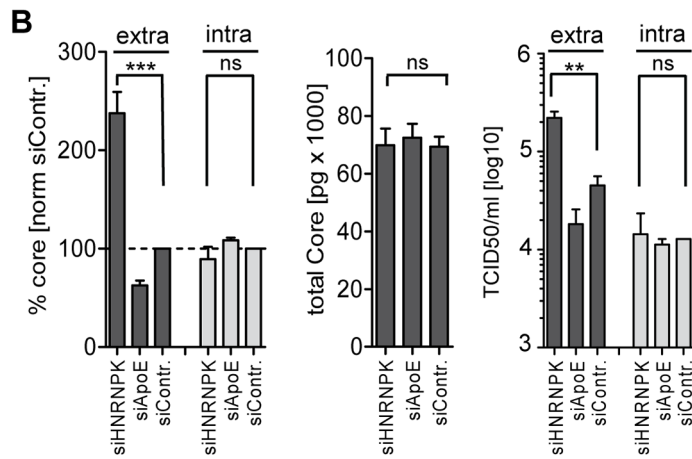 B
extra intra
*** ns
% core [norm siContr.]
300
200
100
0
siHNRNPK
siApoE
siContr.
siHNRNPK
siApoE
siContr.
ns
total Core [pg x 1000]
100
80
60
40
20
0
siHNRNPK
siApoE
siContr.
extra intra
** ns
TCID50/ml [log10]
6
5
4
3
siHNRNPK
siApoE
siContr.
siHNRNPK
siApoE
siContr.